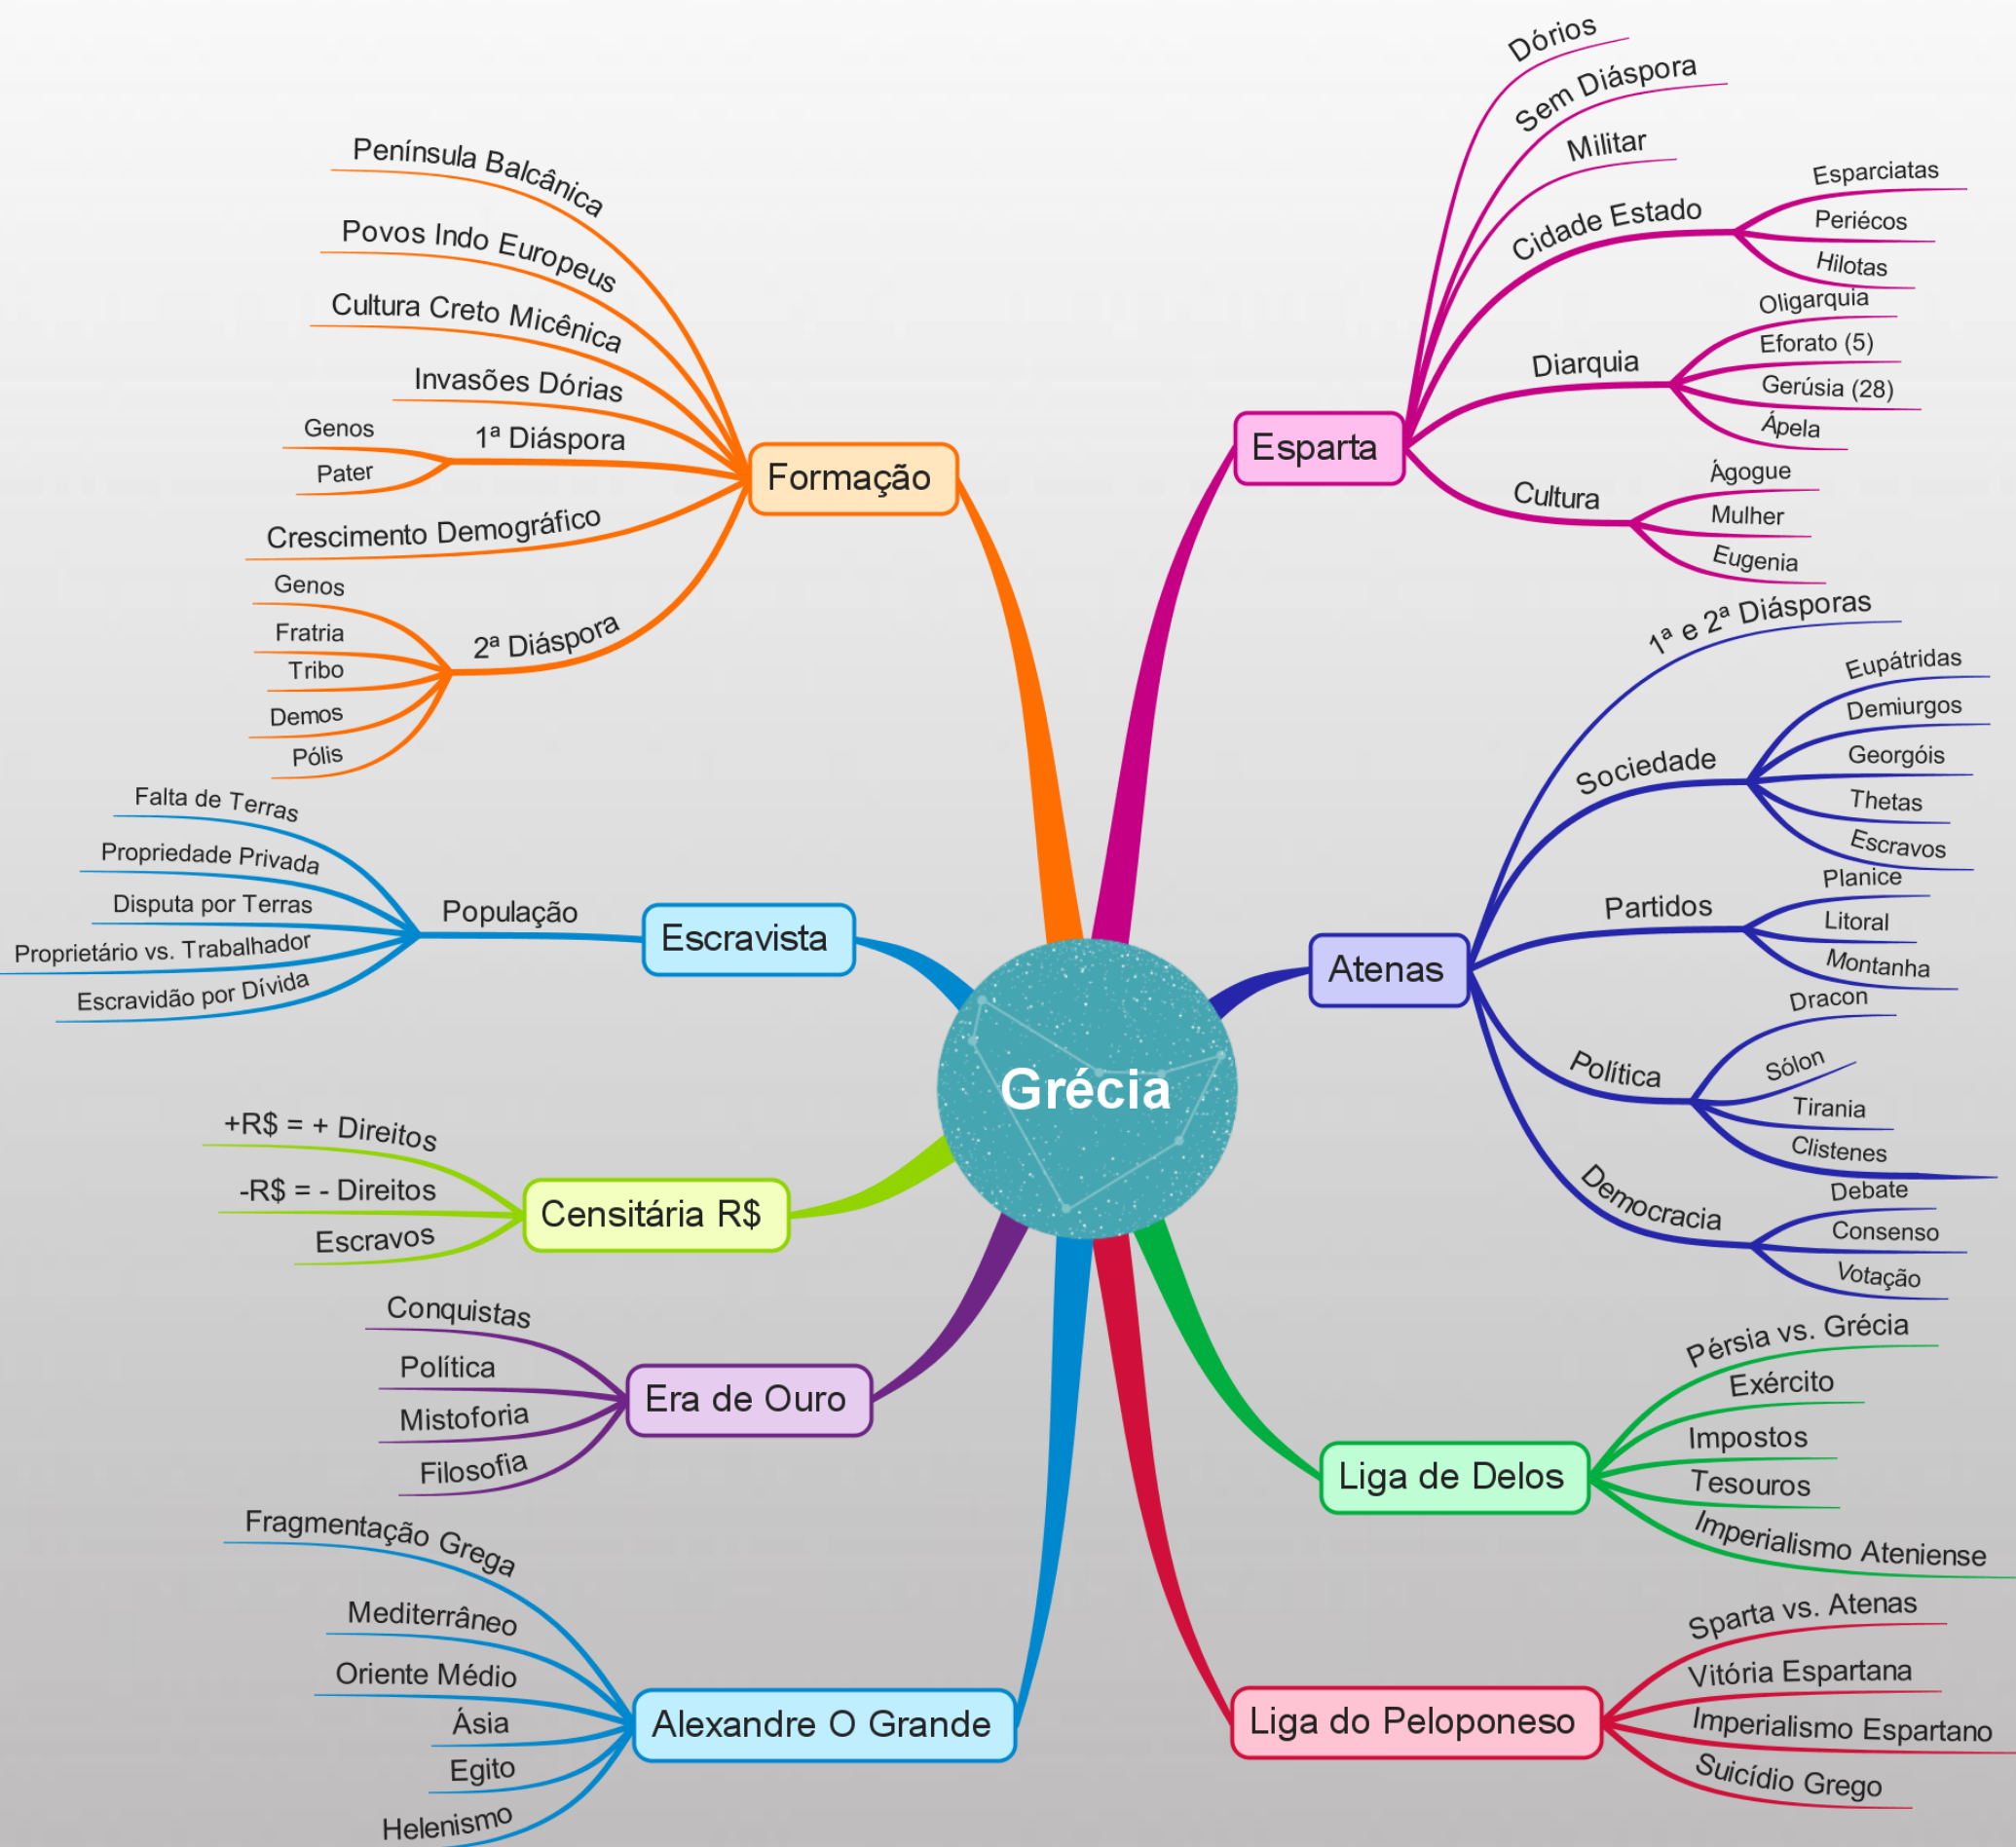 Grécia
Formação
Península Balcânica
Povos Indo Europeus
Cultura Creto Micênica
Invasões Dórias
1ª Diáspora
Genos
Pater
Crescimento Demográfico
2ª Diáspora
Genos
Fratria
Tribo
Demos
Pólis
Escravista
População
Falta de Terras
Propriedade Privada
Disputa por Terras
Proprietário vs. Trabalhador
Escravidão por Dívida
Censitária R$
+R$ = + Direitos
-R$ = - Direitos
Escravos
Era de Ouro
Conquistas
Política
Mistoforia
Filosofia
Alexandre O Grande
Fragmentação Grega
Mediterrâneo
Oriente Médio
Ásia
Egito
Helenismo
Esparta
Dórios
Sem Diáspora
Militar
Cidade Estado
Esparciatas
Periécos
Hilotas
Diarquia
Oligarquia
Eforato (5)
Gerúsia (28)
Ápela
Cultura
Ágogue
Mulher
Eugenia
Atenas
1ª e 2ª Diásporas
Sociedade
Eupátridas
Demiurgos
Georgóis
Thetas
Escravos
Partidos
Planice
Litoral
Montanha
Política
Dracon
Sólon
Tirania
Clistenes
Democracia
Debate
Consenso
Votação
Liga de Delos
Pérsia vs. Grécia
Exército
Impostos
Tesouros
Imperialismo Ateniense
Liga do Peloponeso
Sparta vs. Atenas
Vitória Espartana
Imperialismo Espartano
Suicídio Grego